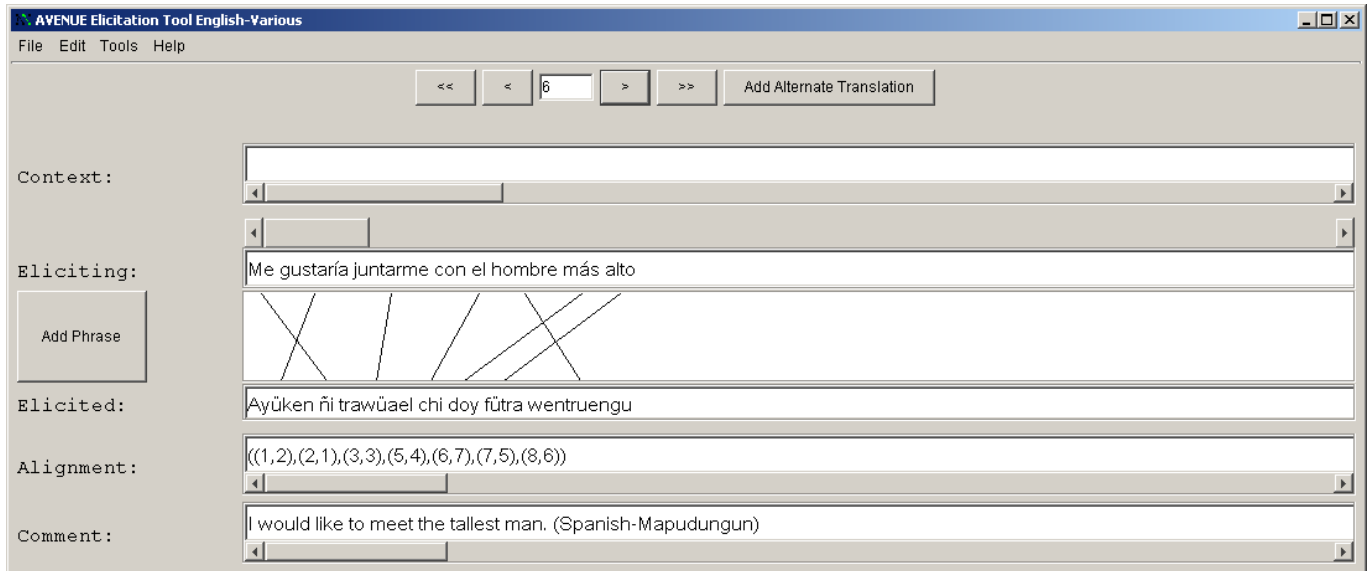 AVENUE Elicitation Tool English-Various
File Edit Tools Help
<< < 6 > >> Add Alternate Translation
Context:
Eliciting: Me gustaría juntarme con el hombre más alto
Add Phrase
Elicited: Ayüken ñi trawüael chi doy fütra wentruengu
Alignment: ((1,2),(2,1),(3,3),(5,4),(6,7),(7,5),(8,6))
Comment: I would like to meet the tallest man. (Spanish-Mapudungun)